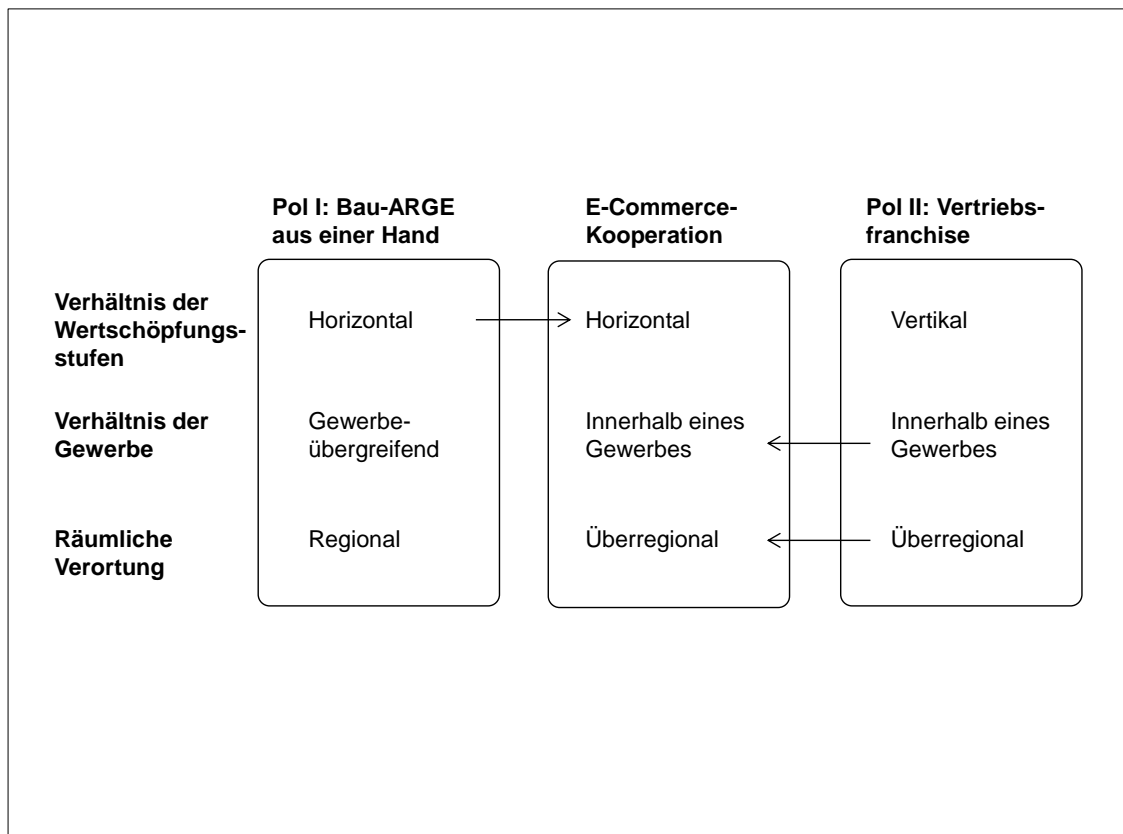 Pol I: Bau-ARGE
aus einer Hand
E-Commerce-
Kooperation
Pol II: Vertriebs-
franchise
Verhältnis der
Wertschöpfungs-
stufen
Horizontal
Horizontal
Vertikal
Verhältnis der
Gewerbe
Gewerbe-
übergreifend
Innerhalb eines
Gewerbes
Innerhalb eines
Gewerbes
Räumliche
Verortung
Regional
Überregional
Überregional